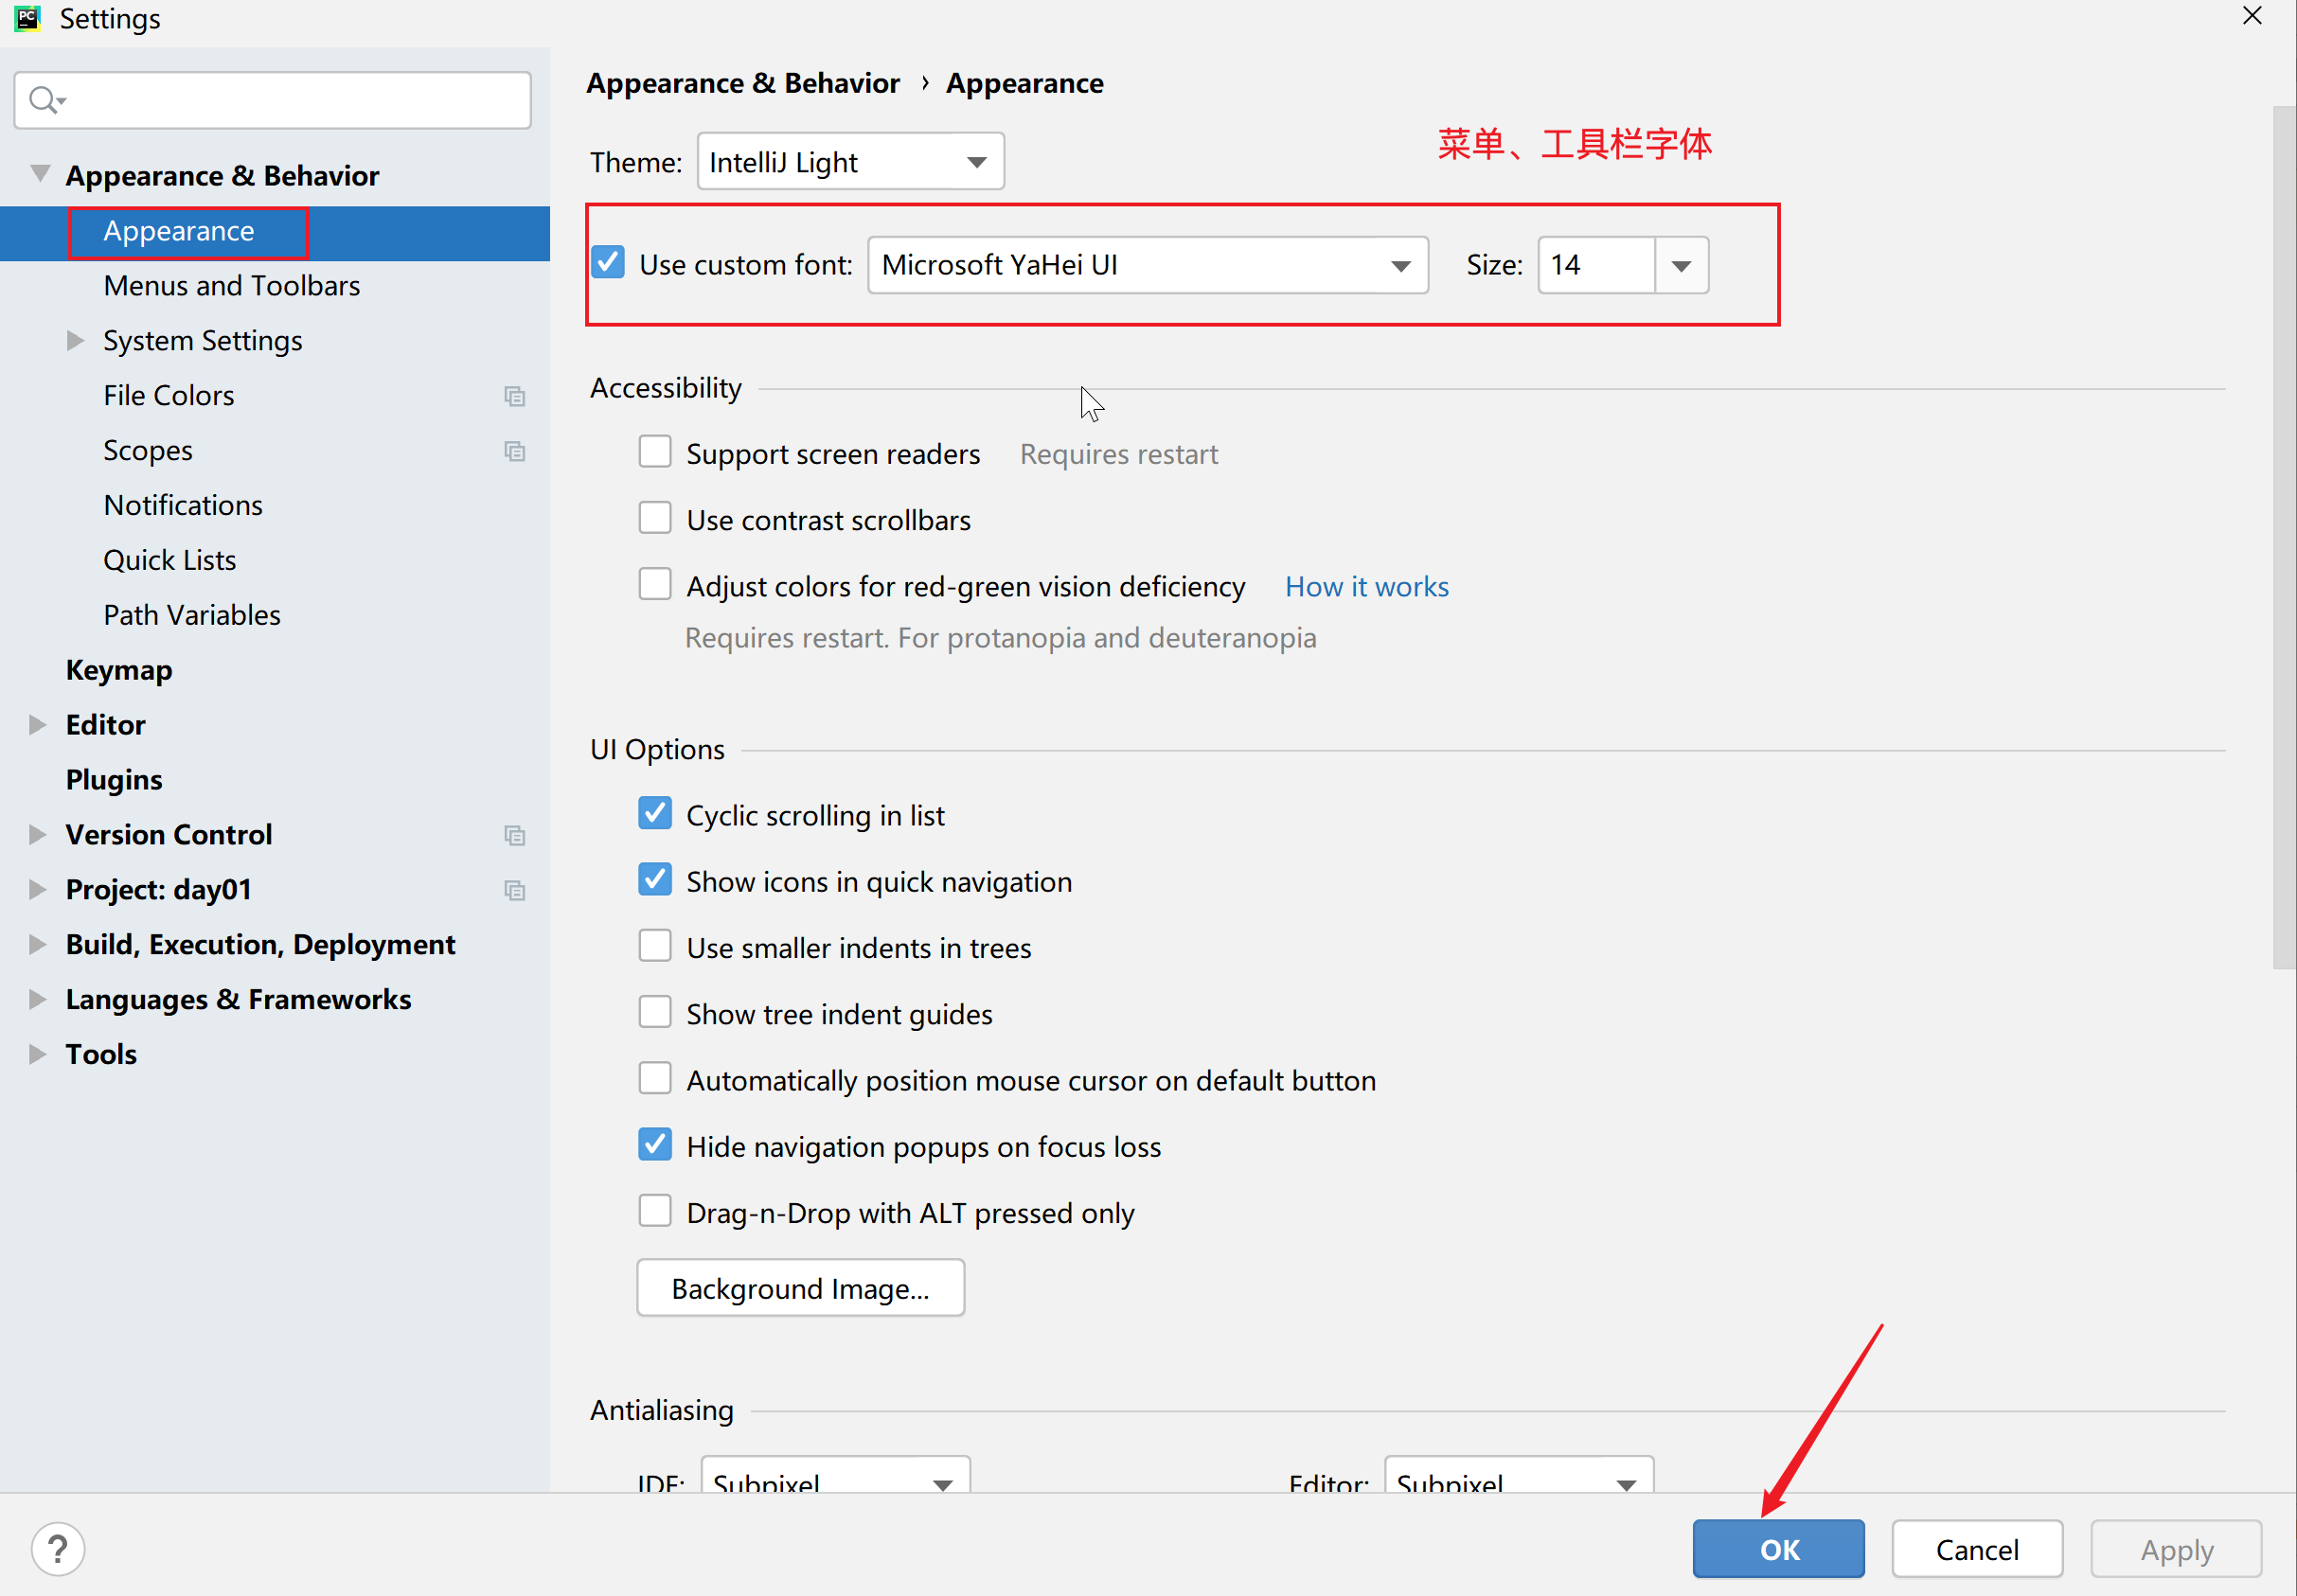 PC Settings
Appearance & Behavior
Appearance
Menus and Toolbars
System Settings
File Colors
Scopes
Notifications
Quick Lists
Path Variables
Keymap
Editor
Plugins
Version Control
Project: day01
Build, Execution, Deployment
Languages & Frameworks
Tools
Appearance & Behavior › Appearance
菜单、工具栏字体
Theme: IntelliJ Light
Use custom font: Microsoft YaHei UI Size: 14
Accessibility
Support screen readers Requires restart
Use contrast scrollbars
Adjust colors for red-green vision deficiency How it works
Requires restart. For protanopia and deuteranopia
UI Options
Cyclic scrolling in list
Show icons in quick navigation
Use smaller indents in trees
Show tree indent guides
Automatically position mouse cursor on default button
Hide navigation popups on focus loss
Drag-n-Drop with ALT pressed only
Background Image...
Antialiasing
IDE: Subpixel Editor: Subpixel
? OK Cancel Apply